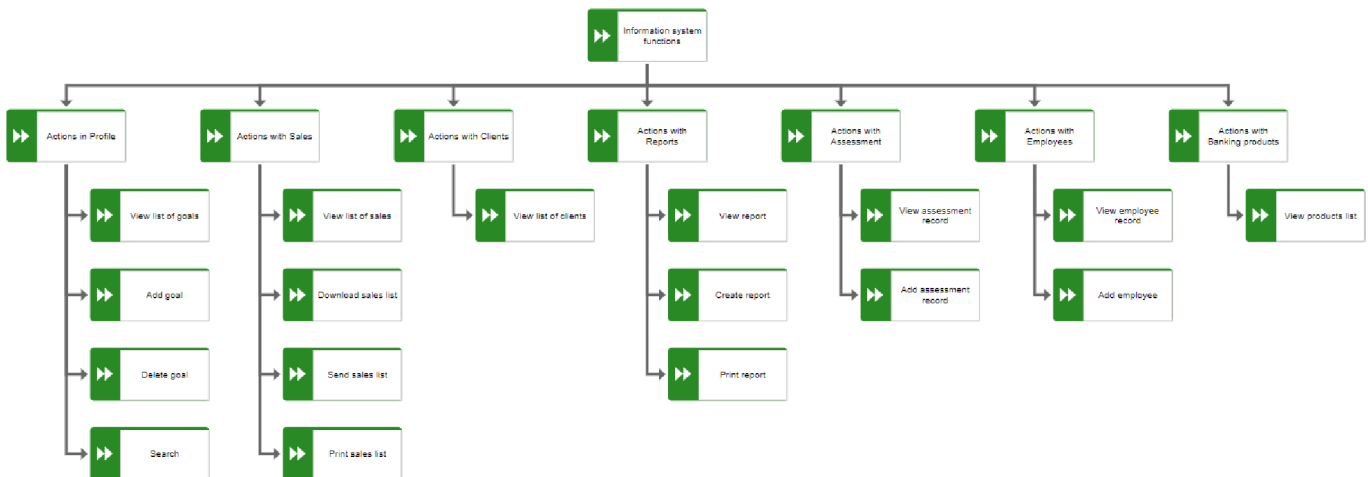 Information system
functions
Actions in Profile
Actions with Sales
Actions with Clients
Actions with
Reports
Actions with
Assessment
Actions with
Employees
Actions with
Banking products
View list of goals
View list of sales
View list of clients
View report
View assessment
record
View employee
record
View products list
Add goal
Download sales list
Create report
Add assessment
record
Add employee
Delete goal
Send sales list
Print report
Search
Print sales list